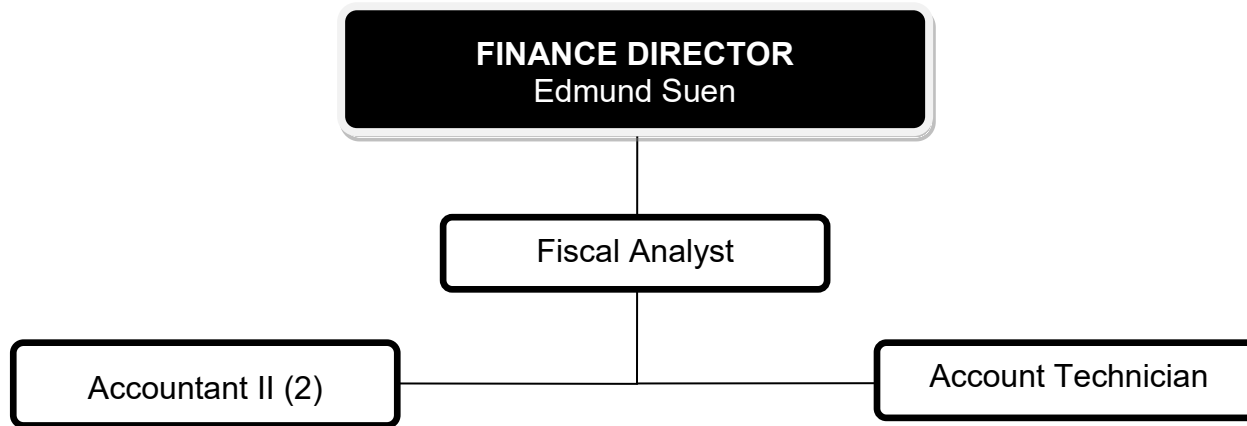 FINANCE DIRECTOR
Edmund Suen
Fiscal Analyst
Accountant II (2)
Account Technician